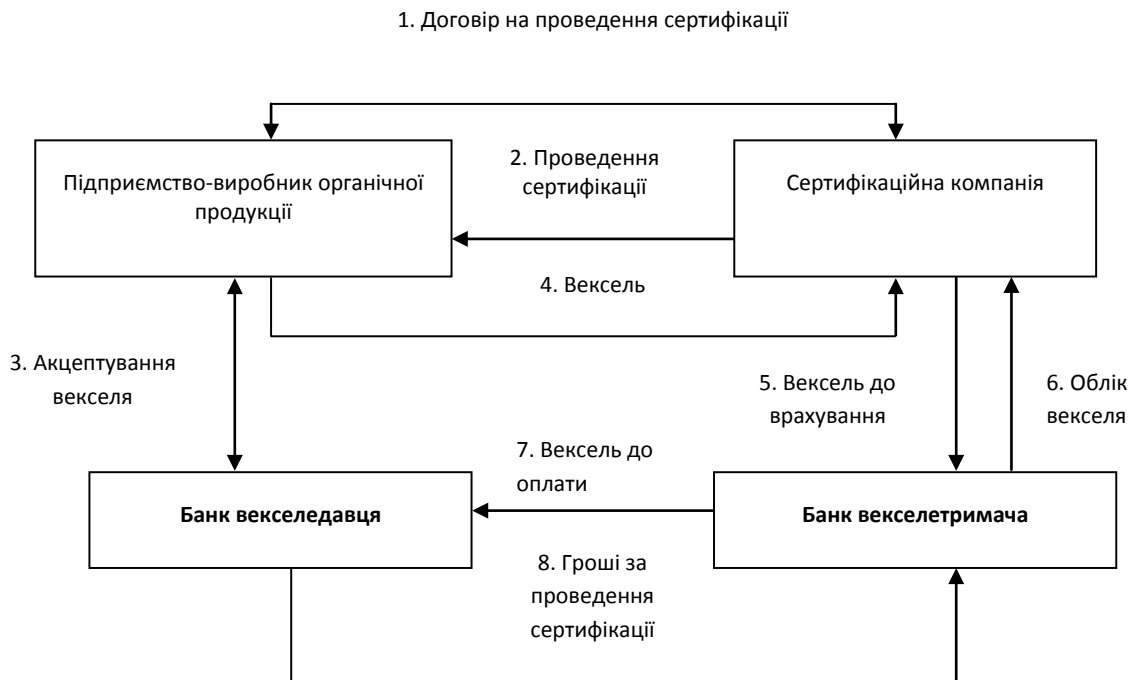 1. Договір на проведення сертифікації
Підприємство-виробник органічної
продукції
2. Проведення
сертифікації
Сертифікаційна компанія
4. Вексель
3. Акцептування
векселя
5. Вексель до
врахування
6. Облік
векселя
7. Вексель до
оплати
Банк векселедавця
Банк векселетримача
8. Гроші за
проведення
сертифікації